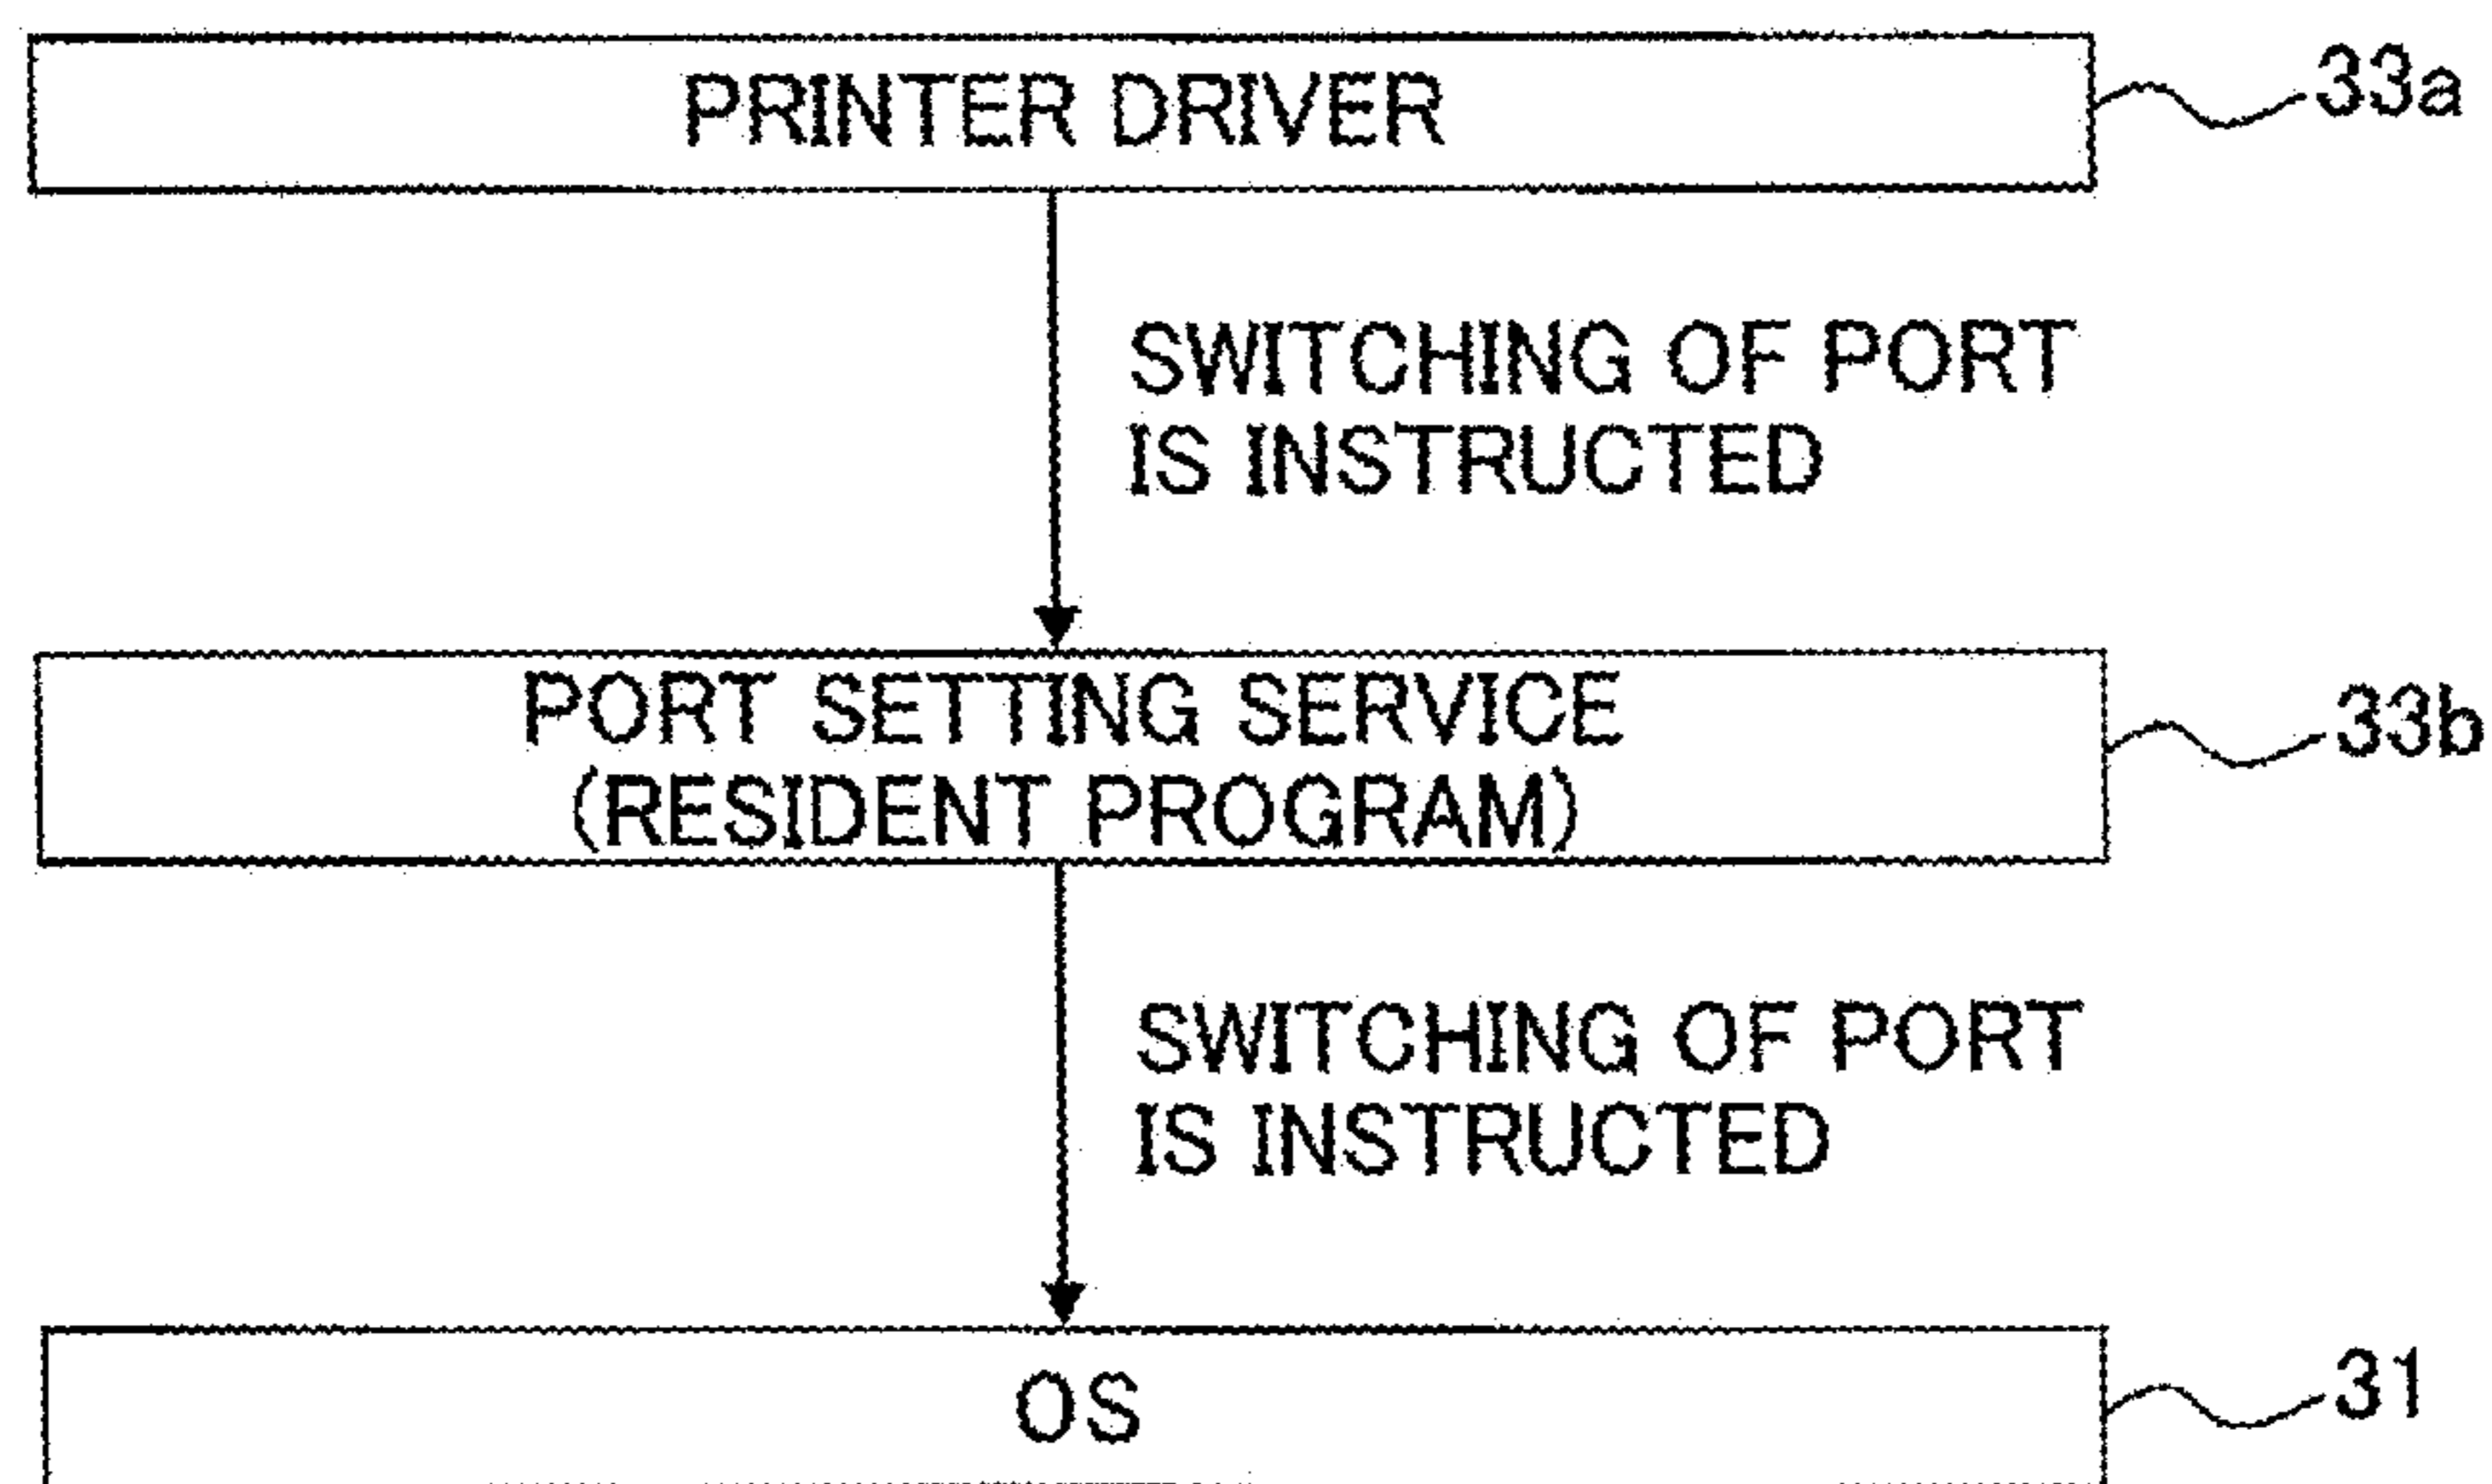 PRINTER DRIVER
33a
SWITCHING OF PORT
IS INSTRUCTED
PORT SETTING SERVICE
(RESIDENT PROGRAM)
33b
SWITCHING OF PORT
IS INSTRUCTED
OS
31